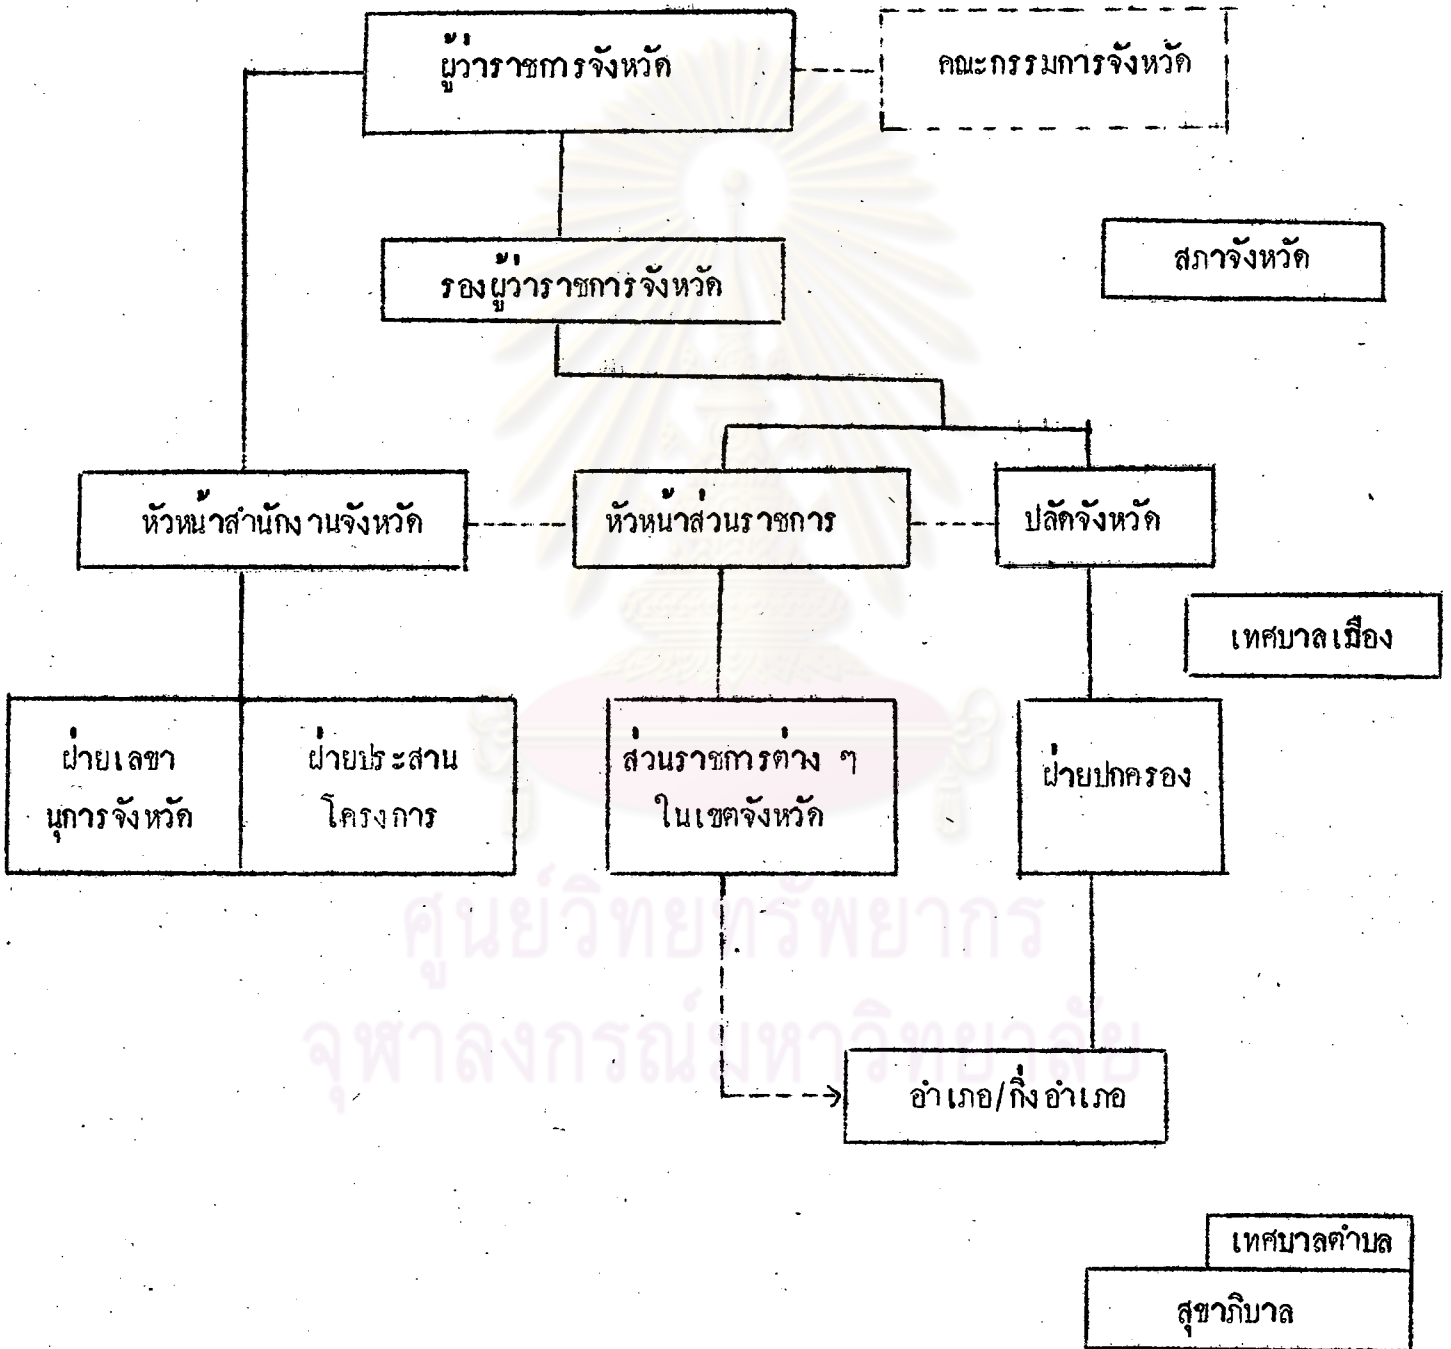 ผู้ว่าราชการจังหวัด
คณะกรรมการจังหวัด
รองผู้ว่าราชการจังหวัด
สภาจังหวัด
หัวหน้าสำนักงานจังหวัด
หัวหน้าส่วนราชการ
ปลัดจังหวัด
เทศบาลเมือง
ฝ่ายเลขา
นุการจังหวัด
ฝ่ายประสาน
โครงการ
ส่วนราชการต่าง ๆ
ในเขตจังหวัด
ฝ่ายปกครอง
ศูนย์วิทยทรัพยากร
จุฬาลงกรณ์มหาวิทยาลัย
อำเภอ/กิ่งอำเภอ
เทศบาลตำบล
สุขาภิบาล